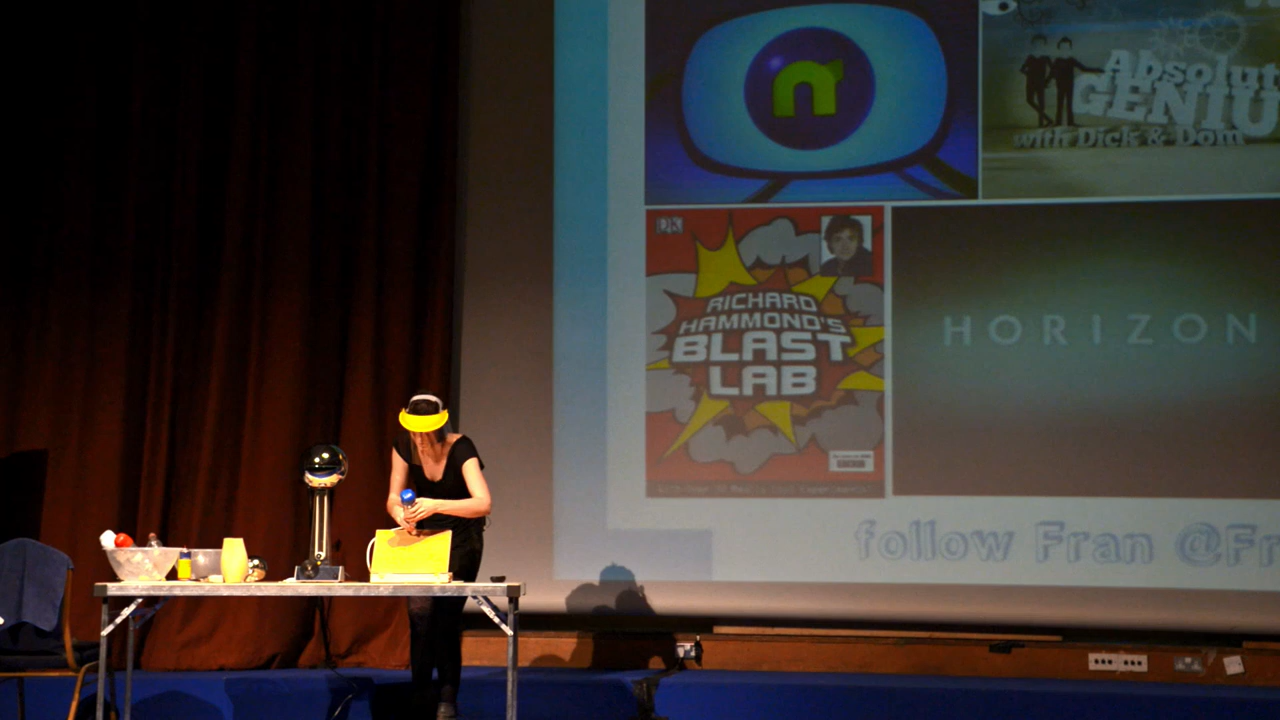 n
Absolut
GENIU
with Dick & Dom
DK
RICHARD
HAMMOND'S
BLAST
LAB
HORIZON
follow Fran @Fr